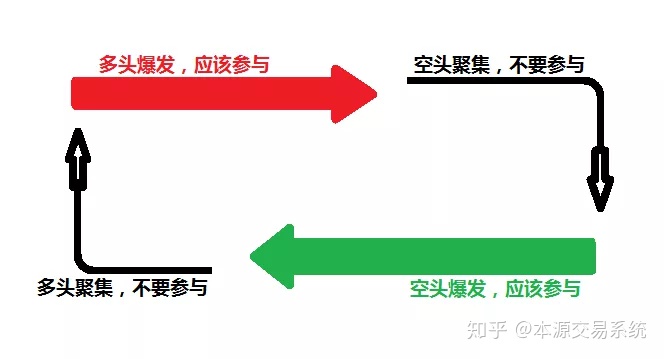 多头爆发，应该参与
空头聚集，不要参与
多头聚集，不要参与
空头爆发，应该参与
知乎 @本源交易系统